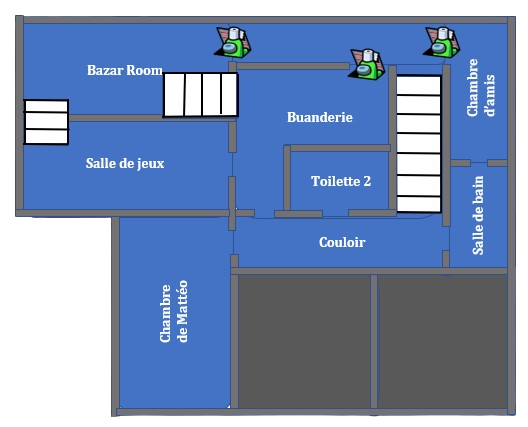 Bazar Room
Chambre
d'amis
Buanderie
Salle de jeux
Toilette 2
Salle de bain
Couloir
Chambre
de Mattéo